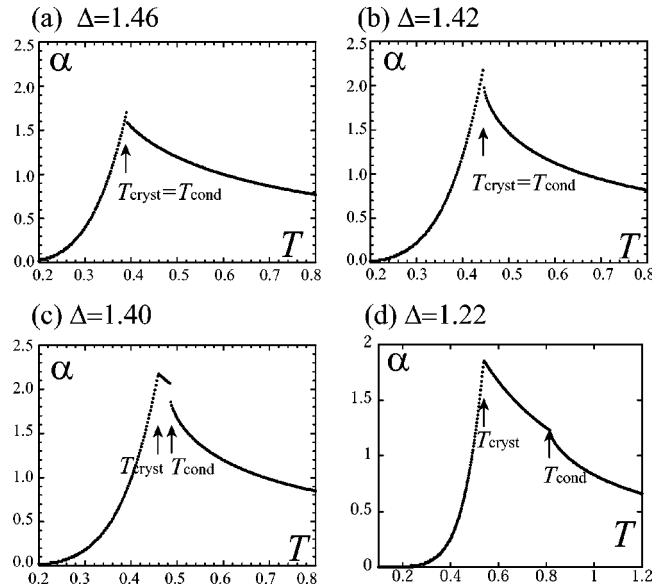 (a) Δ=1.46
α
2.5
2.0
1.5
1.0
0.5
0.0
Tcryst=Tcond
T
0.2 0.3 0.4 0.5 0.6 0.7 0.8
(b) Δ=1.42
α
2.5
2.0
1.5
1.0
0.5
0.0
Tcryst=Tcond
T
0.2 0.3 0.4 0.5 0.6 0.7 0.8
(c) Δ=1.40
α
2.5
2.0
1.5
1.0
0.5
0.0
Tcryst Tcond
T
0.2 0.3 0.4 0.5 0.6 0.7 0.8
(d) Δ=1.22
α
2
1.5
1
0.5
0
Tcryst
Tcond
T
0.2 0.4 0.6 0.8 1 1.2